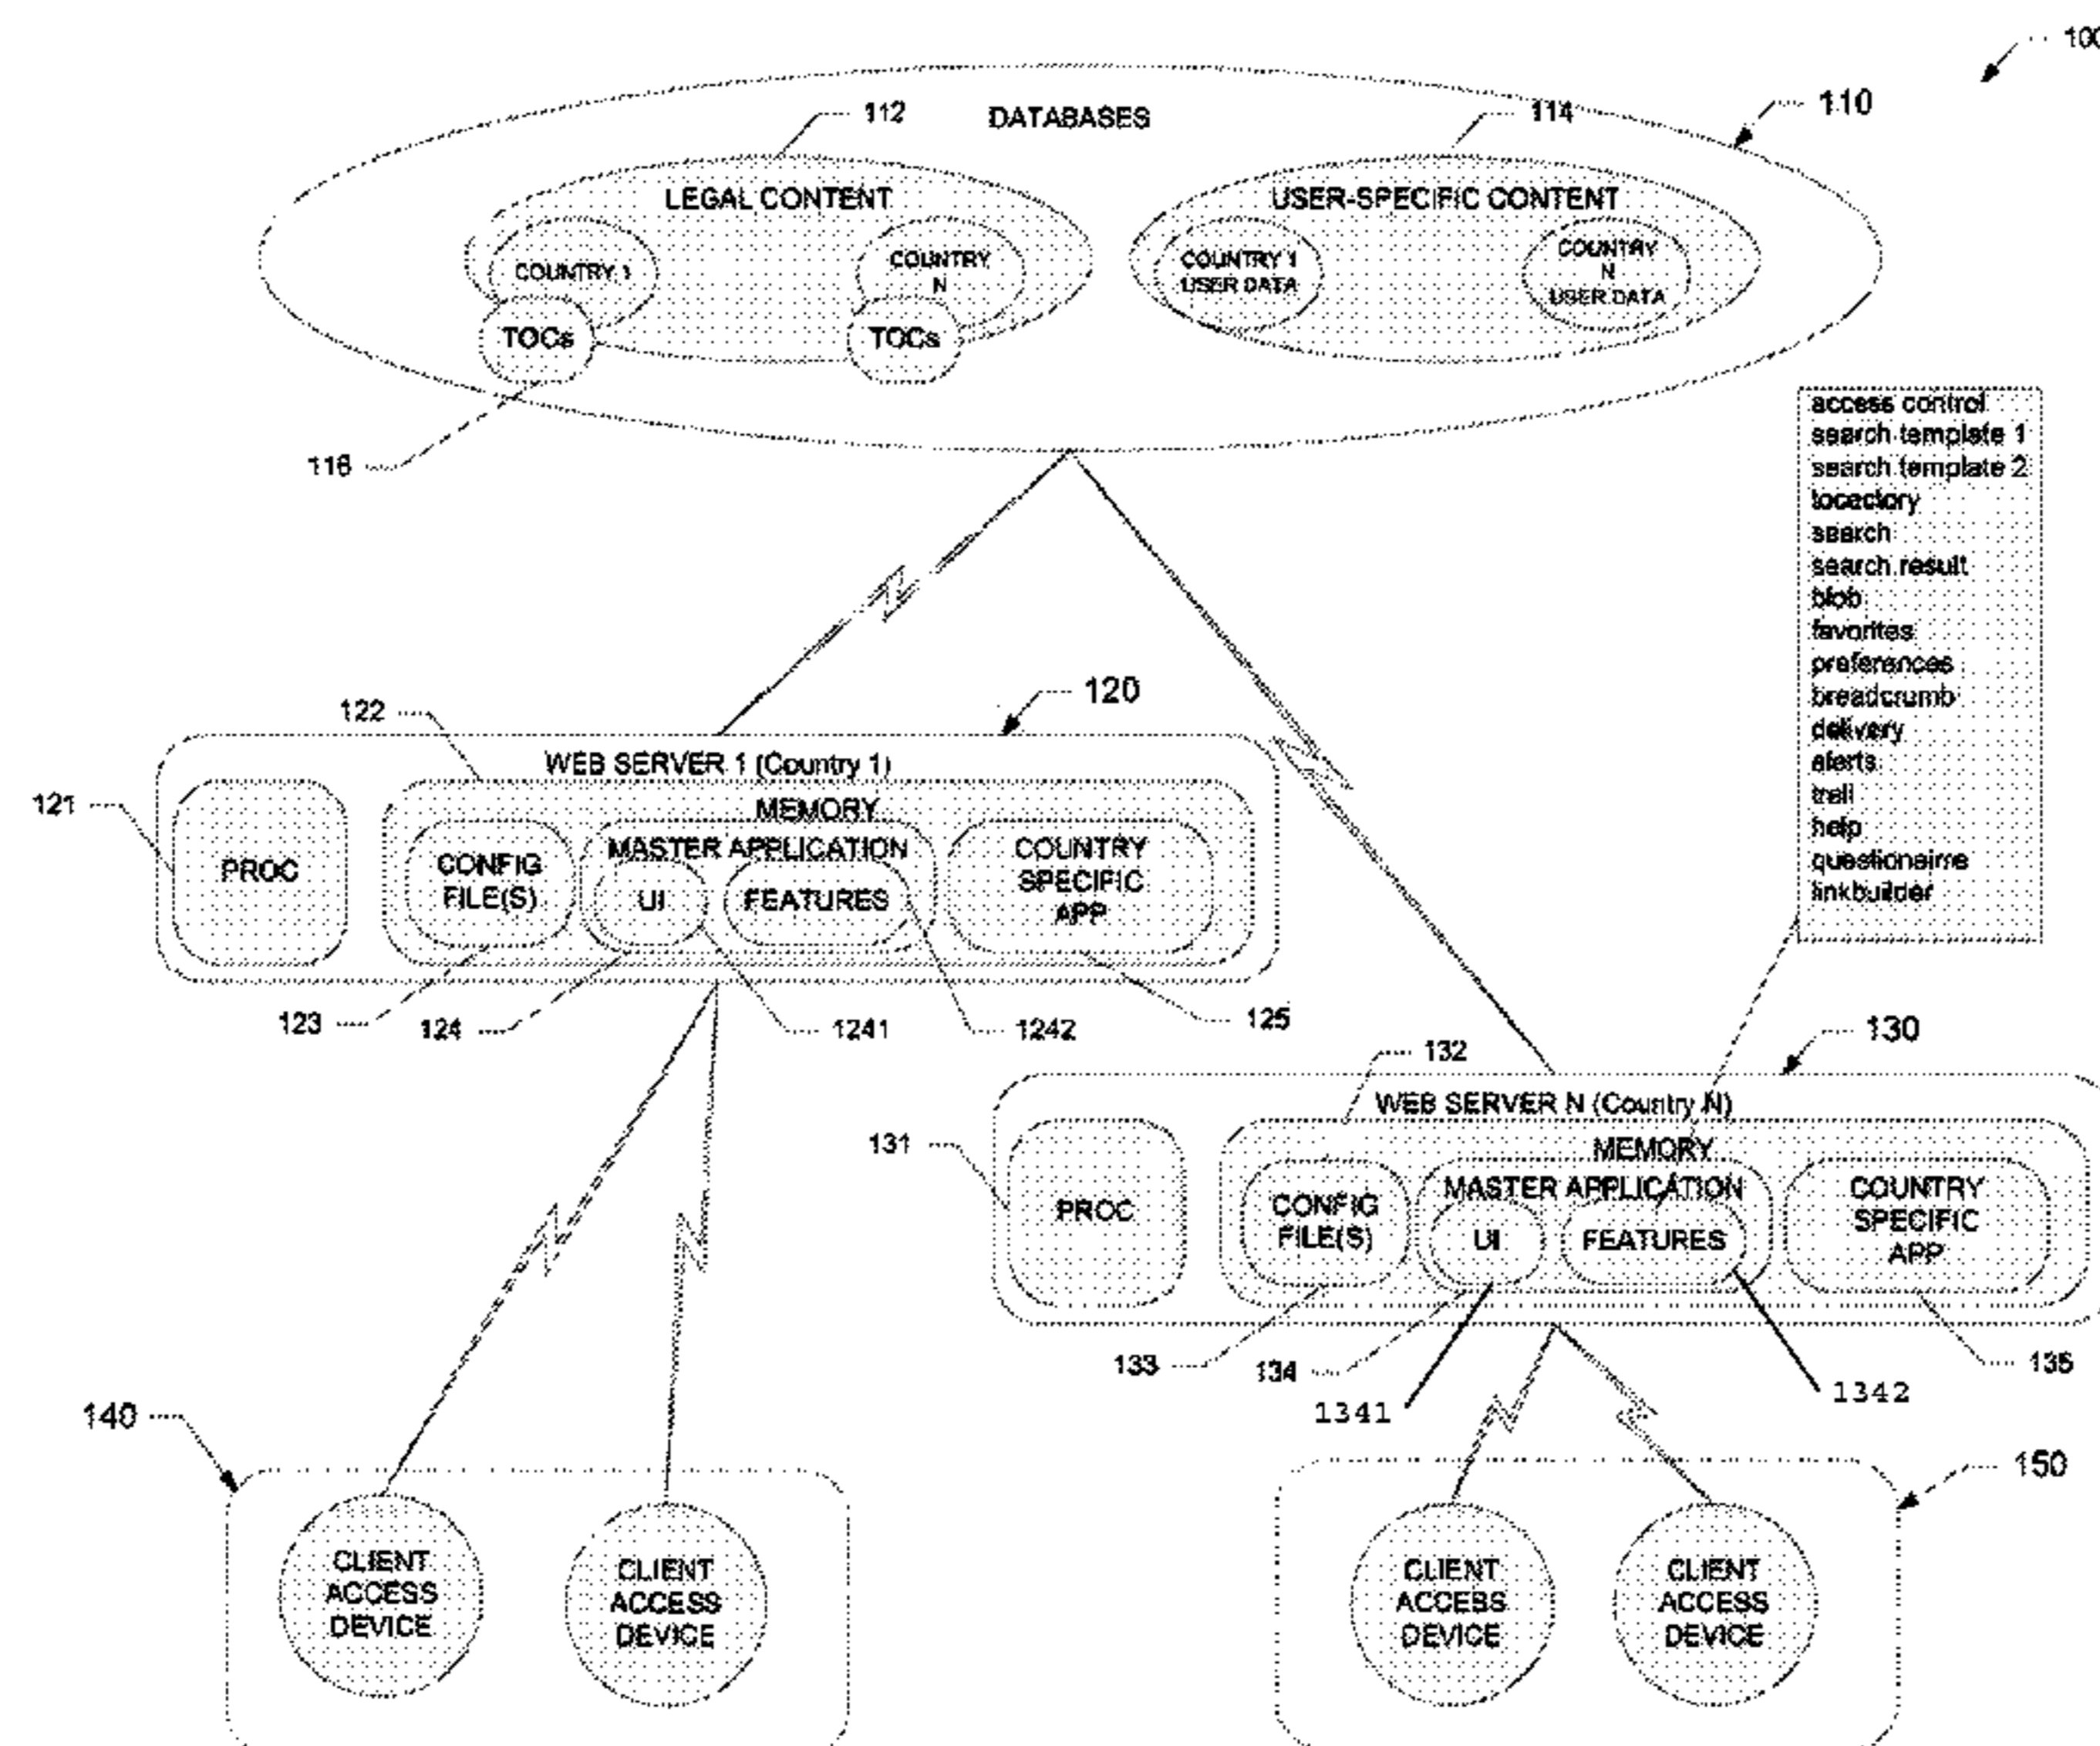 100
110
112
DATABASES
114
LEGAL CONTENT
USER-SPECIFIC CONTENT
COUNTRY 1
COUNTRY
N
COUNTRY 1
USER DATA
COUNTRY
N
USER DATA
TOCs
TOCs
116
access control
search template 1
search template 2
tocectory
search
search result
blob
favorites
preferences
breadcrumb
delivery
alerts
trail
help
questionaire
linkbuilder
120
122
WEB SERVER 1 (Country 1)
121
MEMORY
PROC
CONFIG
FILE(S)
MASTER APPLICATION
UI
FEATURES
COUNTRY
SPECIFIC
APP
123
124
1241
1242
125
130
132
WEB SERVER N (Country N)
131
MEMORY
PROC
CONFIG
FILE(S)
MASTER APPLICATION
UI
FEATURES
COUNTRY
SPECIFIC
APP
133
134
1341
1342
135
140
150
CLIENT
ACCESS
DEVICE
CLIENT
ACCESS
DEVICE
CLIENT
ACCESS
DEVICE
CLIENT
ACCESS
DEVICE